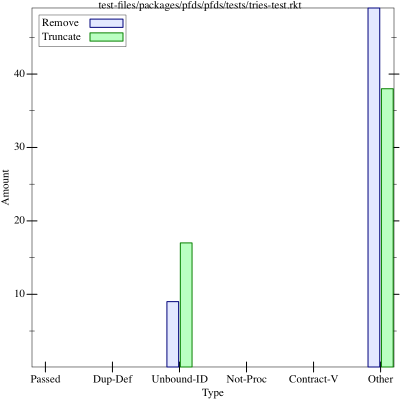 test-files/packages/pfds/pfds/tests/tries-test.rkt
Remove
Truncate
40
30
20
10
Amount
Passed Dup-Def Unbound-ID Not-Proc Contract-V Other
Type